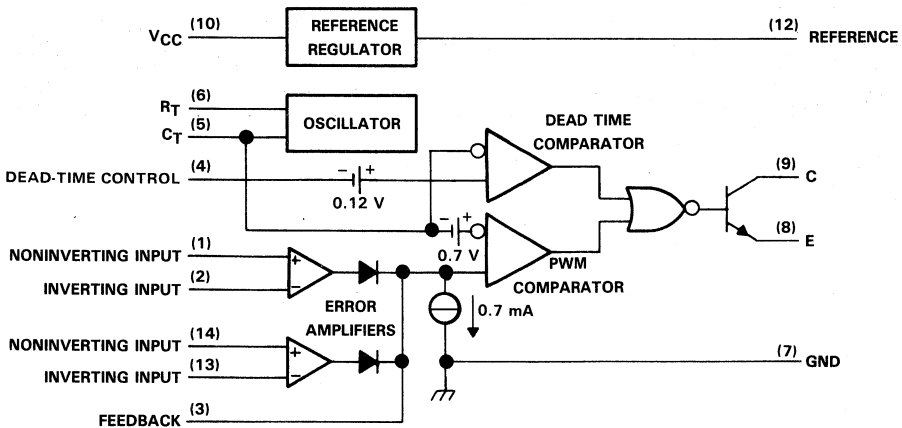 VCC (10)
REFERENCE REGULATOR
(12) REFERENCE
RT (6)
CT (5)
OSCILLATOR
DEAD TIME COMPARATOR
DEAD-TIME CONTROL (4)
- +
0.12 V
(9) C
(8) E
- +
0.7 V
PWM COMPARATOR
NONINVERTING INPUT (1)
+
INVERTING INPUT (2)
-
ERROR AMPLIFIERS
0.7 mA
NONINVERTING INPUT (14)
+
INVERTING INPUT (13)
-
(7) GND
FEEDBACK (3)